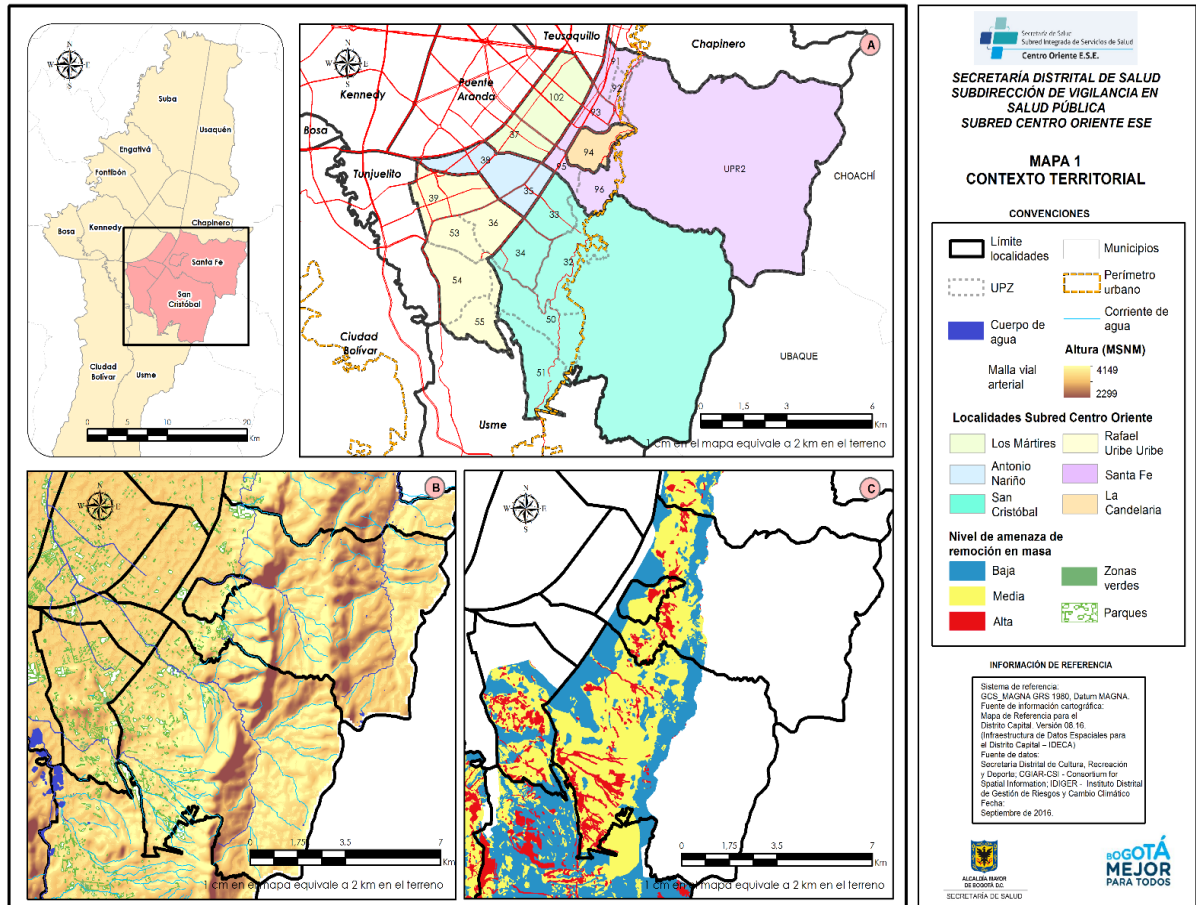 N
W
E
S
Suba
Usaquén
Engativá
Fontibón
Chapinero
Bosa
Kennedy
Santa Fe
San
Cristóbal
Ciudad
Bolívar
Usme
0 5 10 20
Km
A
N
W
E
S
Teusaquillo
Chapinero
Kennedy
Puente
Aranda
Bosa
Tunjuelito
Ciudad
Bolívar
Usme
UPR2
CHOACHÍ
UBAQUE
92
93
102
37
94
95
96
38
35
39
36
33
53
34
32
54
50
55
51
0 1,5 3 6
Km
1 cm en el mapa equivale a 2 km en el terreno
B
N
W
E
S
0 1,75 3,5 7
Km
1 cm en el mapa equivale a 2 km en el terreno
C
N
W
E
S
0 1,75 3,5 7
Km
1 cm en el mapa equivale a 2 km en el terreno
Secretaría de Salud
Subred Integrada de Servicios de Salud
Centro Oriente E.S.E.
SECRETARÍA DISTRITAL DE SALUD
SUBDIRECCIÓN DE VIGILANCIA EN
SALUD PÚBLICA
SUBRED CENTRO ORIENTE ESE
MAPA 1
CONTEXTO TERRITORIAL
CONVENCIONES
Límite
localidades
Municipios
UPZ
Perímetro
urbano
Cuerpo de
agua
Corriente de
agua
Malla vial
arterial
Altura (MSNM)
4149
2299
Localidades Subred Centro Oriente
Los Mártires
Rafael
Uribe Uribe
Antonio
Nariño
Santa Fe
San
Cristóbal
La
Candelaria
Nivel de amenaza de
remoción en masa
Baja
Zonas
verdes
Media
Parques
Alta
INFORMACIÓN DE REFERENCIA
Sistema de referencia:
GCS_MAGNA GRS 1980, Datum MAGNA.
Fuente de información cartográfica:
Mapa de Referencia para el
Distrito Capital. Versión 08.16.
(Infraestructura de Datos Espaciales para
el Distrito Capital – IDECA)
Fuente de datos:
Secretaría Distrital de Cultura, Recreación
y Deporte; CGIAR-CSI - Consortium for
Spatial Information; IDIGER - Instituto Distrital
de Gestión de Riesgos y Cambio Climático
Fecha:
Septiembre de 2016.
ALCALDÍA MAYOR
DE BOGOTÁ D.C.
SECRETARÍA DE SALUD
BOGOTÁ
MEJOR
PARA TODOS